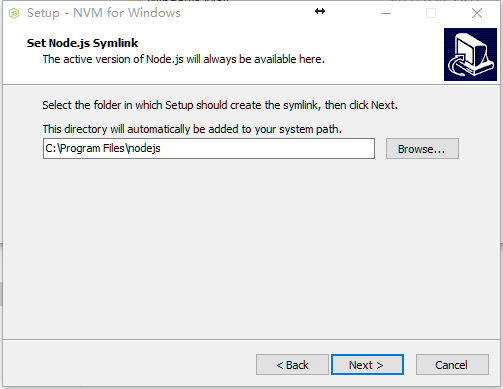 Setup - NVM for Windows
Set Node.js Symlink
The active version of Node.js will always be available here.
Select the folder in which Setup should create the symlink, then click Next.
This directory will automatically be added to your system path.
C:\Program Files\nodejs
Browse...
< Back
Next >
Cancel